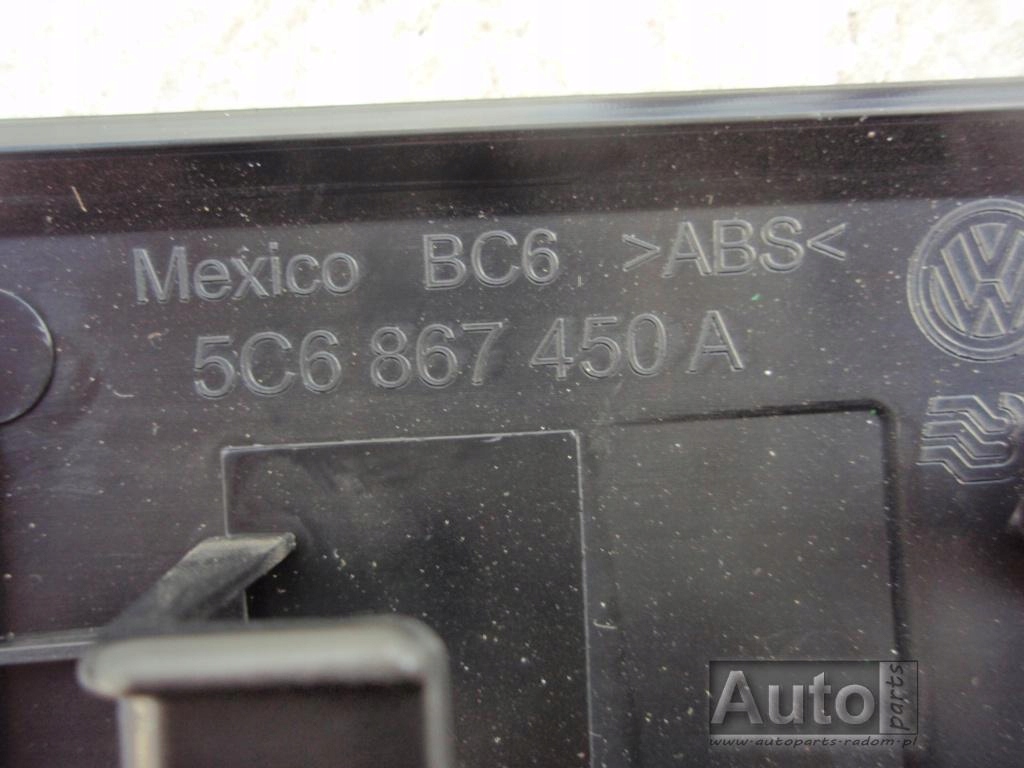 Mexico BC6 >ABS<
5C6 867 450 A
Auto parts
www.autoparts-radom.pl